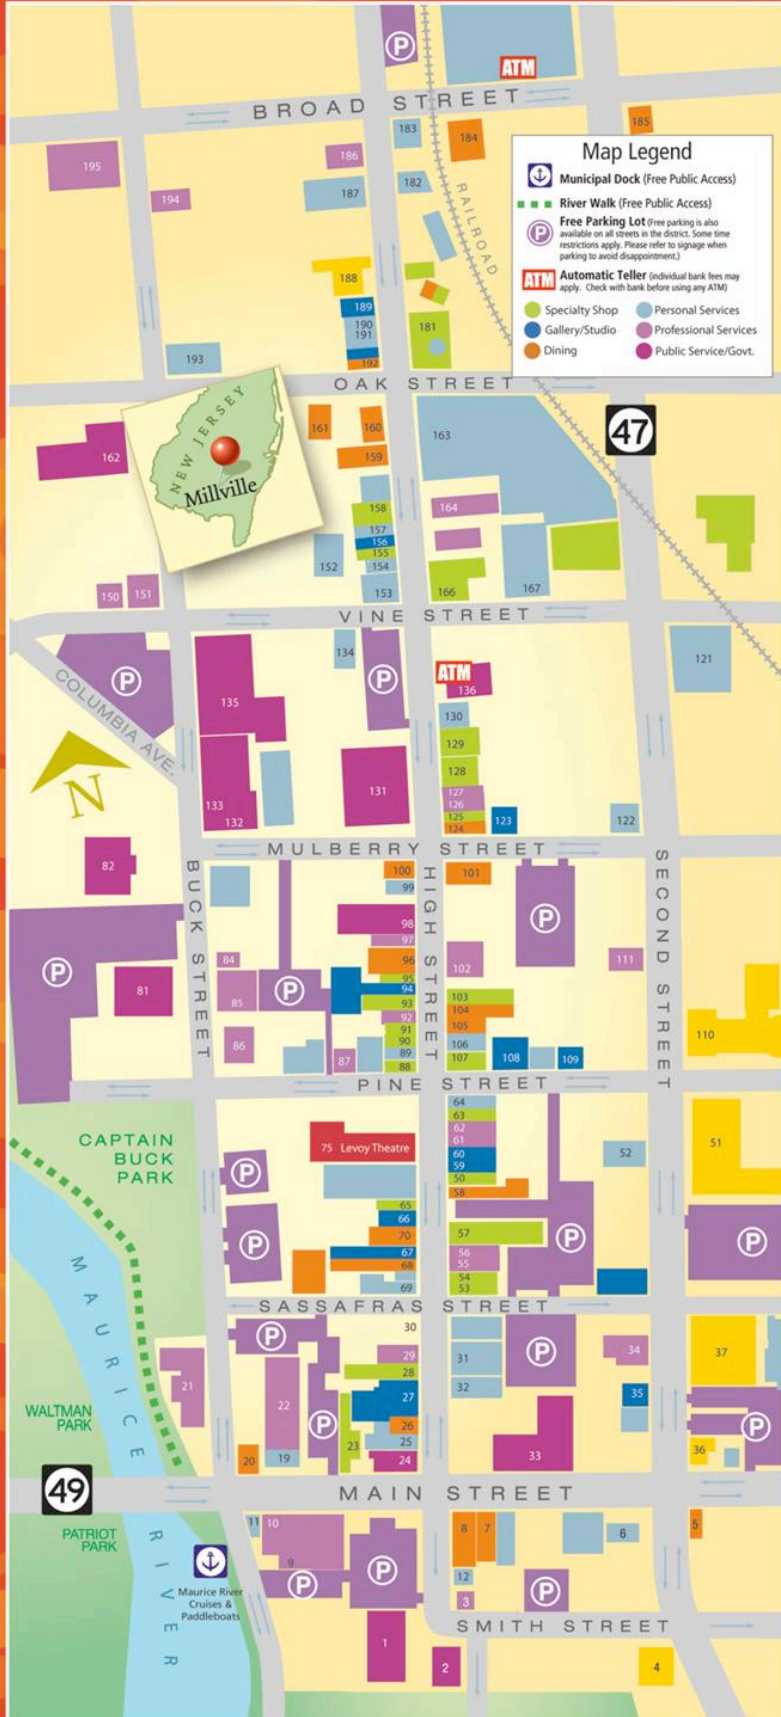 P
ATM
BROAD STREET
183
184
185
186
195
187
182
194
RAILROAD
Map Legend
Municipal Dock (Free Public Access)
River Walk (Free Public Access)
P
Free Parking Lot (Free parking is also
available on all streets in the district. Some time
restrictions apply. Please refer to signage when
parking to avoid disappointment.)
ATM
Automatic Teller (individual bank fees may
apply. Check with bank before using any ATM)
Specialty Shop
Personal Services
Gallery/Studio
Professional Services
Dining
Public Service/Govt.
188
189
190
191
181
193
192
OAK STREET
NEW JERSEY
Millville
161
160
163
47
162
159
158
164
157
156
155
152
154
153
150
151
166
167
VINE STREET
P
134
P
121
COLUMBIA AVE.
ATM
136
135
130
129
128
131
127
126
133
132
125
124
123
122
N
MULBERRY STREET
82
BUCK STREET
HIGH STREET
SECOND STREET
100
99
101
P
98
97
P
84
96
102
111
81
85
P
95
94
93
103
104
105
92
91
90
89
88
86
87
106
107
108
109
110
PINE STREET
CAPTAIN
BUCK
PARK
64
63
62
61
75 Levoy Theatre
60
59
52
51
P
50
58
65
66
70
P
57
P
P
67
68
69
56
55
54
53
SASSAFRAS STREET
MAURICE
RIVER
P
30
29
28
31
P
34
37
21
22
27
32
35
WALTMAN
PARK
P
23
26
25
24
33
36
P
20
19
49
MAIN STREET
PATRIOT
PARK
11
10
8
7
6
5
9
P
P
12
3
P
Maurice River
Cruises &
Paddleboats
SMITH STREET
1
2
4